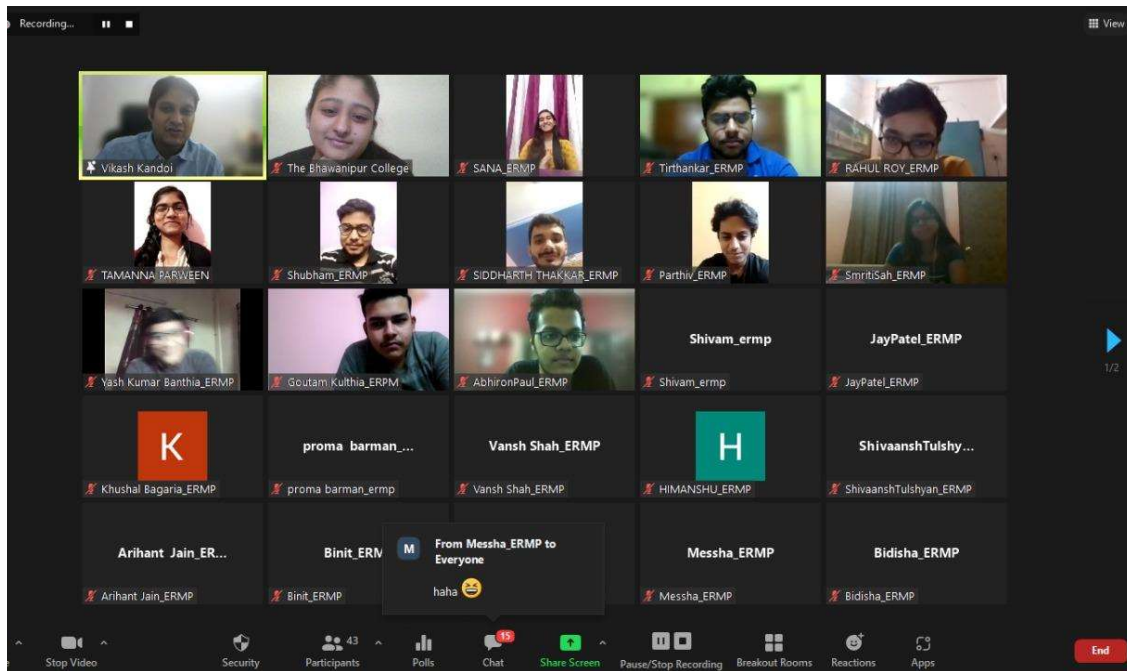 Recording...
View
Vikash Kandoi
The Bhawanipur College
SANA_ERMP
Tirthankar_ERMP
RAHUL ROY_ERMP
TAMANNA PARWEEN
Shubham_ERMP
SIDDHARTH THAKKAR_ERMP
Parthiv_ERMP
SmritiSah_ERMP
Yash Kumar Banthia_ERMP
Goutam Kulthia_ERPM
AbhironPaul_ERMP
Shivam_ermp
Shivam_ermp
JayPatel_ERMP
JayPatel_ERMP
1/2
K
Khushal Bagaria_ERMP
proma barman_...
proma barman_ermp
Vansh Shah_ERMP
Vansh Shah_ERMP
H
HIMANSHU_ERMP
ShivaanshTulshy...
ShivaanshTulshyan_ERMP
Arihant Jain_ER...
Arihant Jain_ERMP
Binit_ERM
Binit_ERMP
M
From Messha_ERMP to
Everyone
haha 😆
Messha_ERMP
Messha_ERMP
Bidisha_ERMP
Bidisha_ERMP
Stop Video
Security
43
Participants
Polls
15
Chat
Share Screen
Pause/Stop Recording
Breakout Rooms
Reactions
Apps
End